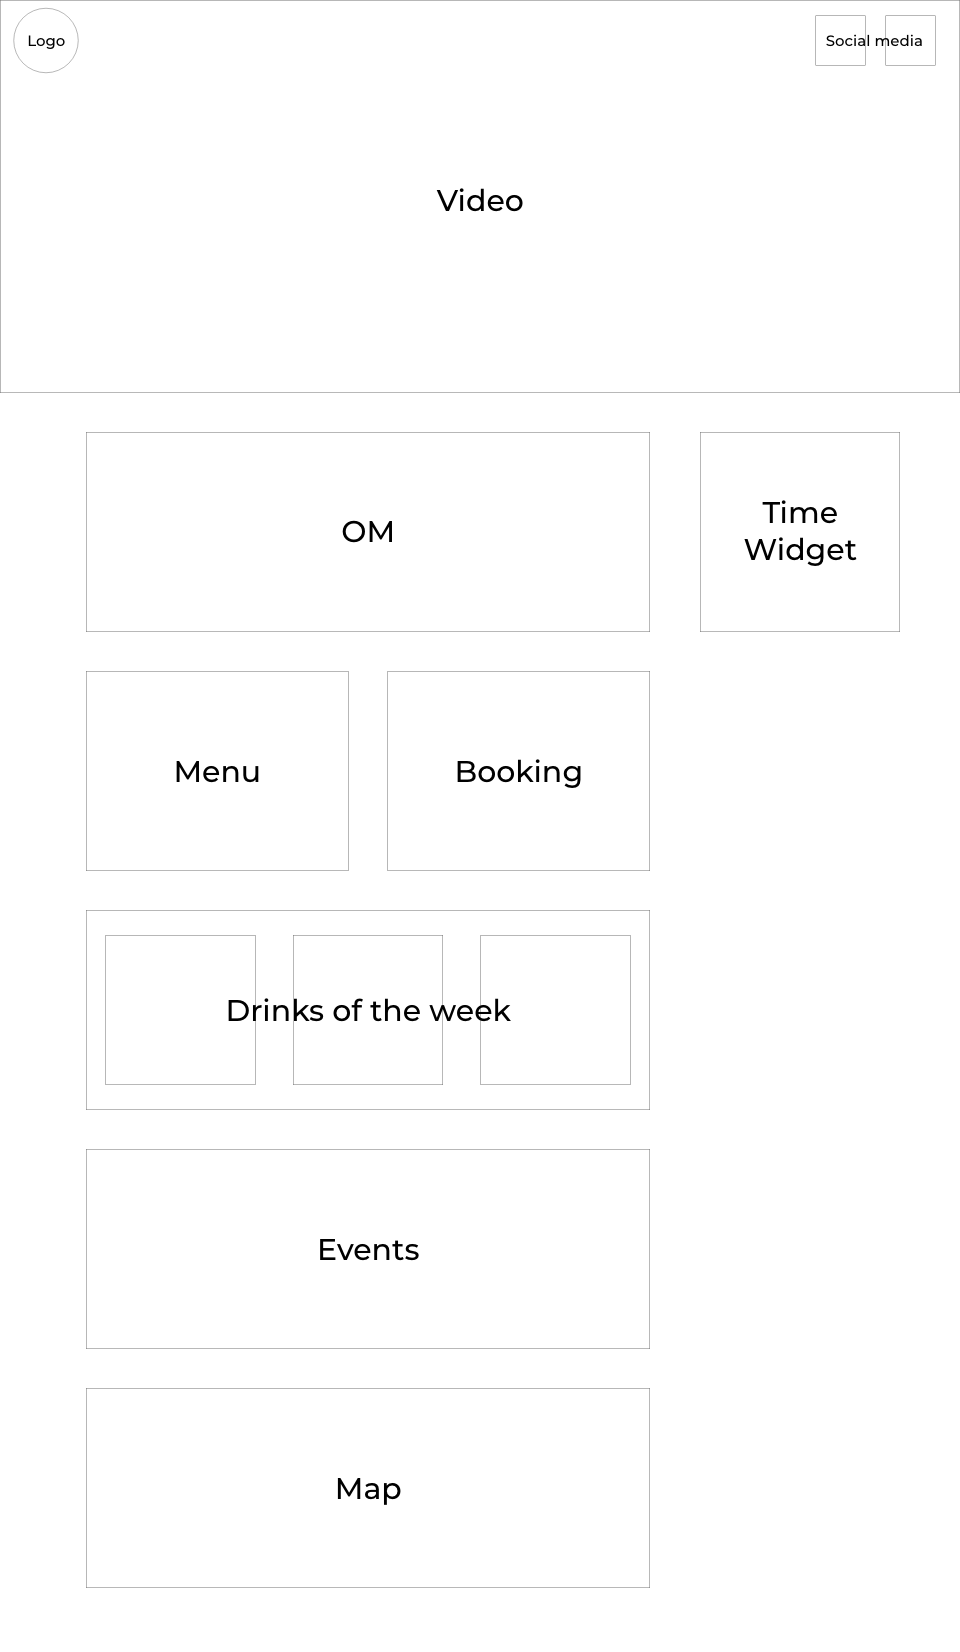 Logo
Social media
Video
OM
Time
Widget
Menu
Booking
Drinks of the week
Events
Map